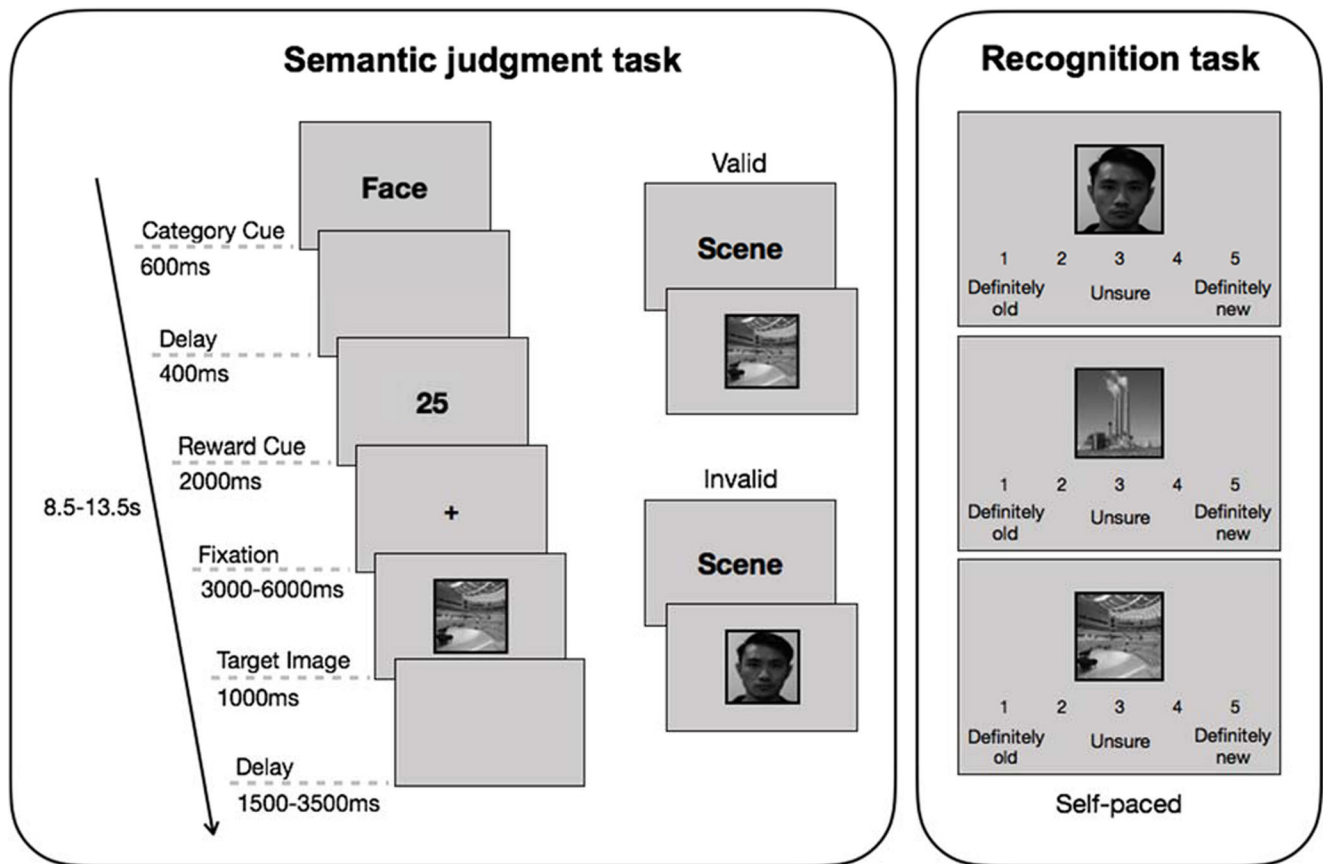 Semantic judgment task
Face
Category Cue
600ms
Delay
400ms
25
Reward Cue
2000ms
+
Fixation
3000-6000ms
Target Image
1000ms
Delay
1500-3500ms
8.5-13.5s
Valid
Scene
Invalid
Scene
Recognition task
1 2 3 4 5
Definitely old Unsure Definitely new
1 2 3 4 5
Definitely old Unsure Definitely new
1 2 3 4 5
Definitely old Unsure Definitely new
Self-paced